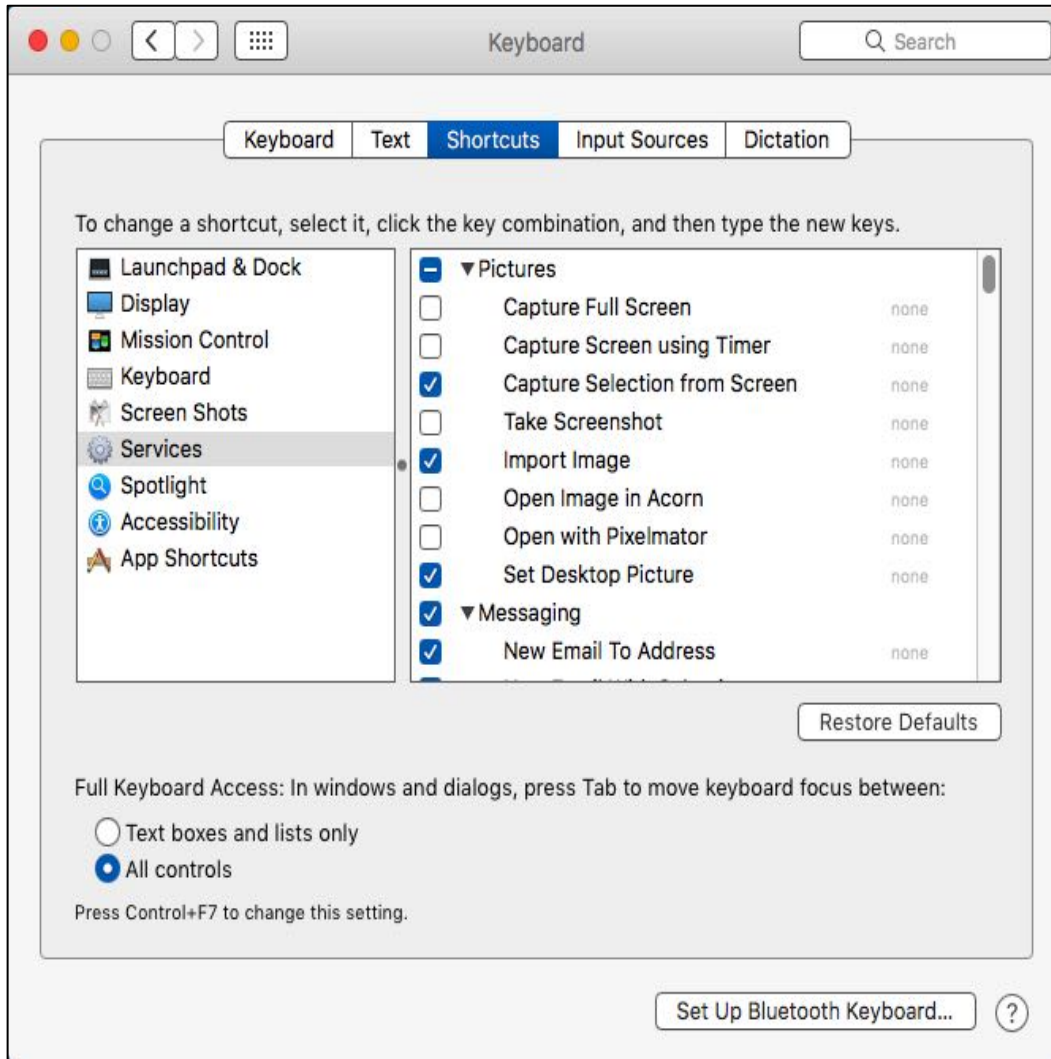 Keyboard
Search
Keyboard Text Shortcuts Input Sources Dictation
To change a shortcut, select it, click the key combination, and then type the new keys.
Launchpad & Dock
Display
Mission Control
Keyboard
Screen Shots
Services
Spotlight
Accessibility
App Shortcuts
Pictures
Capture Full Screen none
Capture Screen using Timer none
Capture Selection from Screen none
Take Screenshot none
Import Image none
Open Image in Acorn none
Open with Pixelmator none
Set Desktop Picture none
Messaging
New Email To Address none
Restore Defaults
Full Keyboard Access: In windows and dialogs, press Tab to move keyboard focus between:
Text boxes and lists only
All controls
Press Control+F7 to change this setting.
Set Up Bluetooth Keyboard... ?